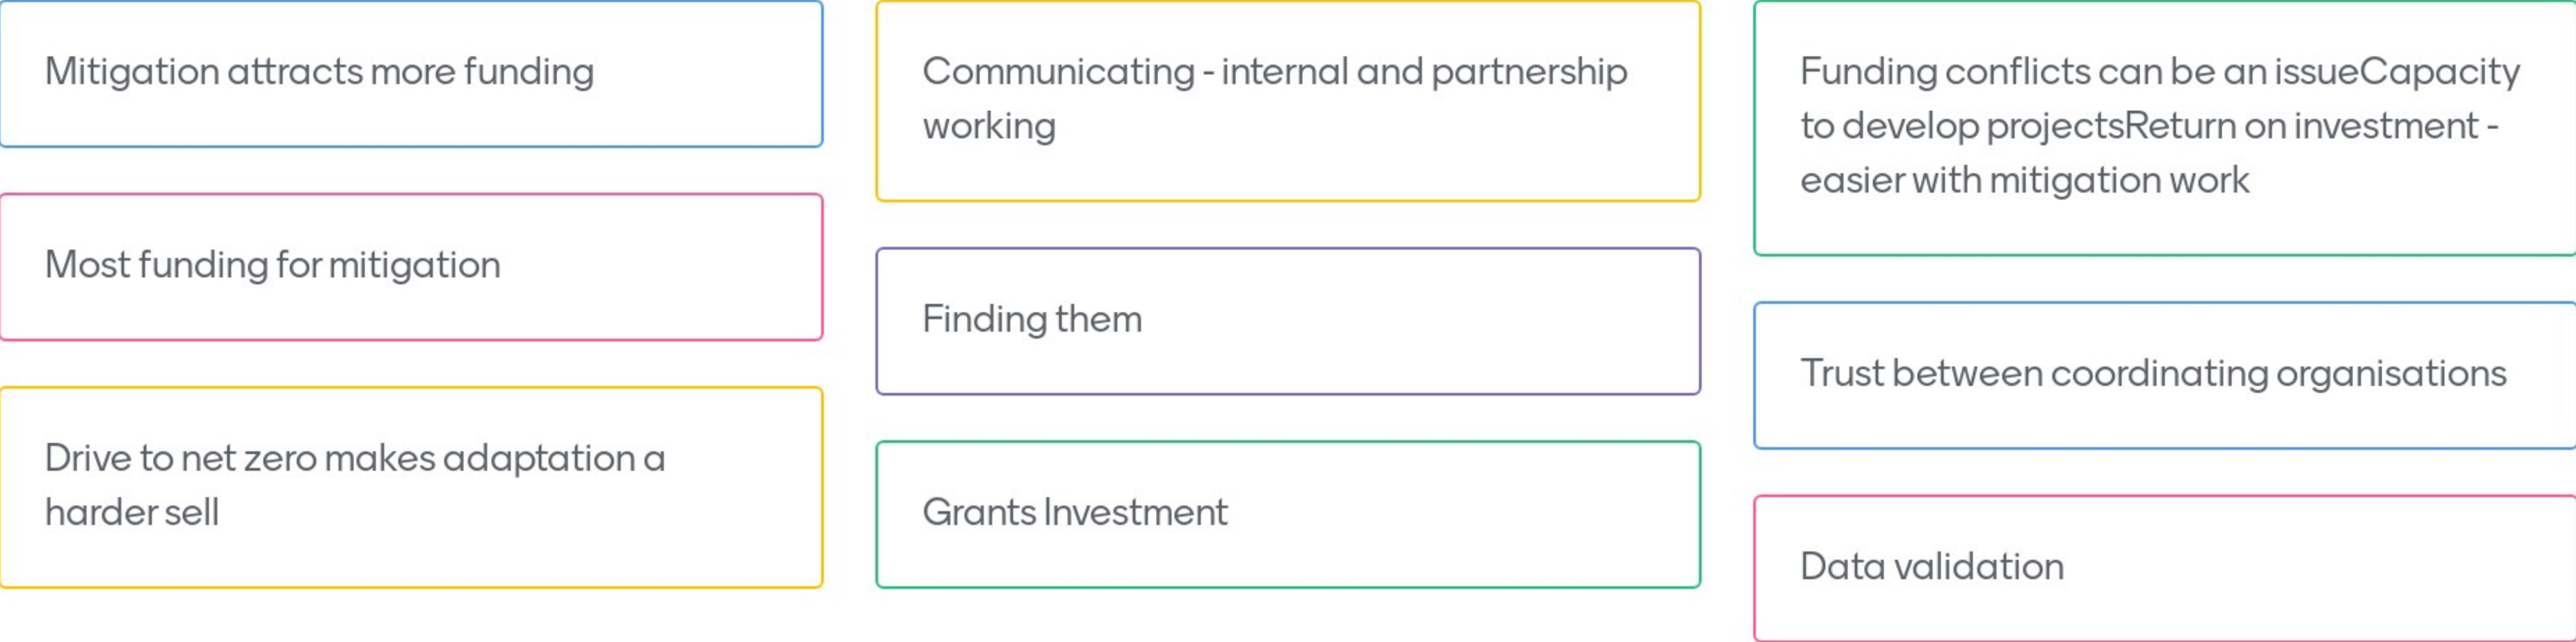 Mitigation attracts more funding
Most funding for mitigation
Drive to net zero makes adaptation a
harder sell
Communicating - internal and partnership
working
Finding them
Grants Investment
Funding conflicts can be an issueCapacity
to develop projectsReturn on investment -
easier with mitigation work
Trust between coordinating organisations
Data validation